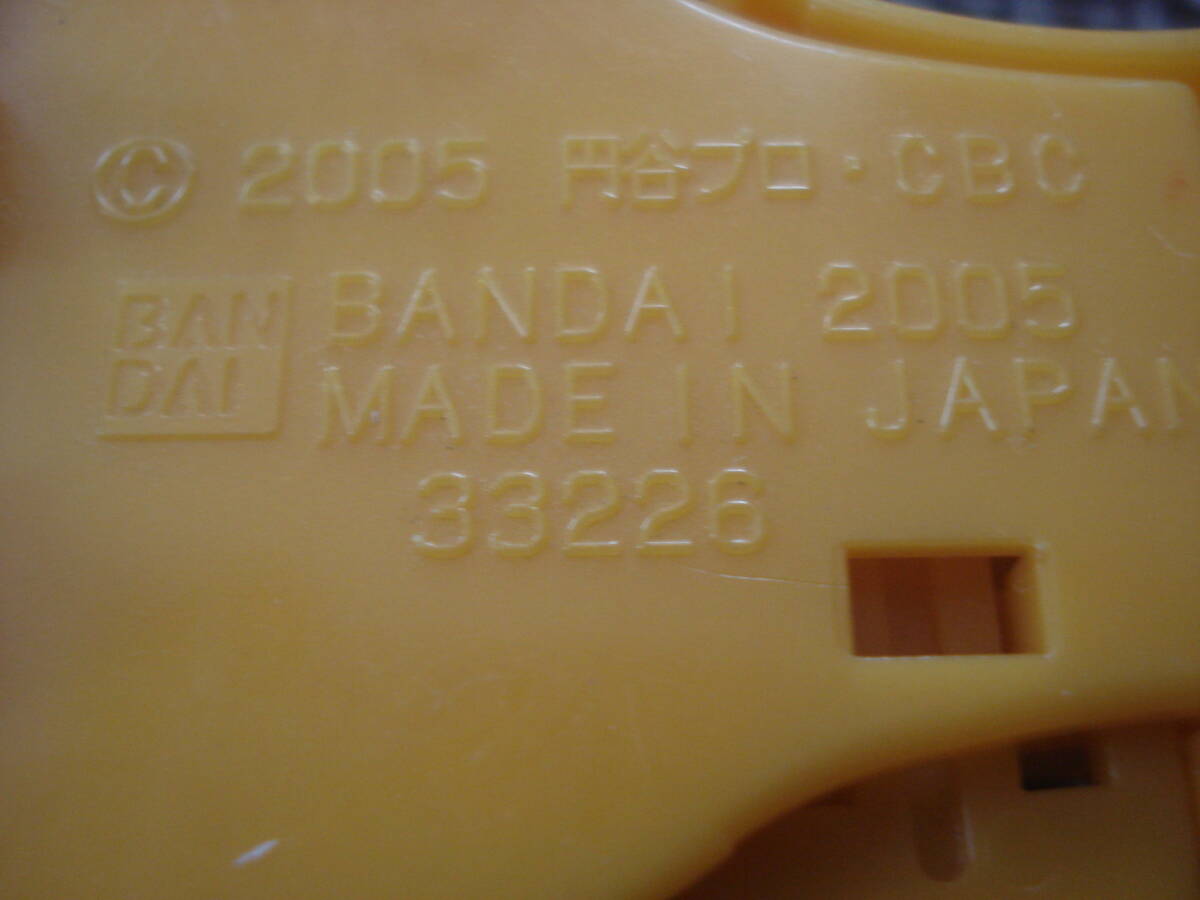 © 2005 円谷プロ・CBC
BAN
DAI
BANDAI 2005
MADE IN JAPAN
33226